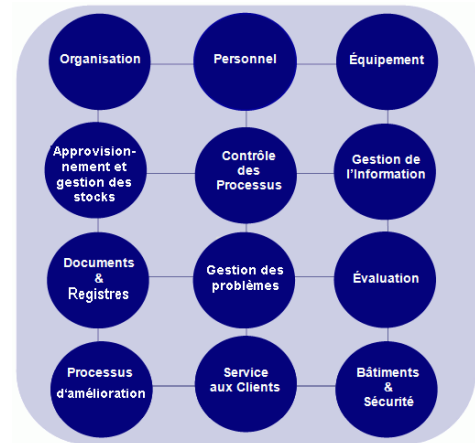 Organisation
Personnel
Équipement
Approvision-
nement et
gestion des
stocks
Contrôle
des
Processus
Gestion de
l'Information
Documents
&
Registres
Gestion des
problèmes
Évaluation
Processus
d'amélioration
Service
aux Clients
Bâtiments
&
Sécurité